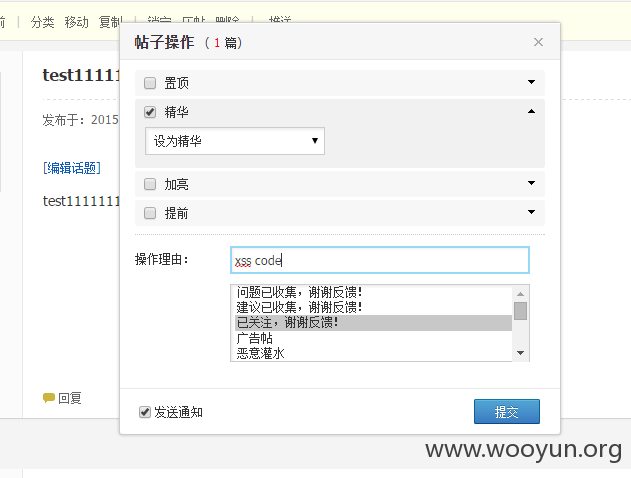 前 | 分类 移动 复制 | 锁定 压帖 删除 | 推送
帖子操作 ( 1 篇)
test11111
置顶
精华
发布于：2015
设为精华
[编辑话题]
加亮
test1111111
提前
操作理由：
xss code
问题已收集，谢谢反馈！
建议已收集，谢谢反馈！
已关注，谢谢反馈！
广告帖
恶意灌水
回复
发送通知
提交
www.wooyun.org